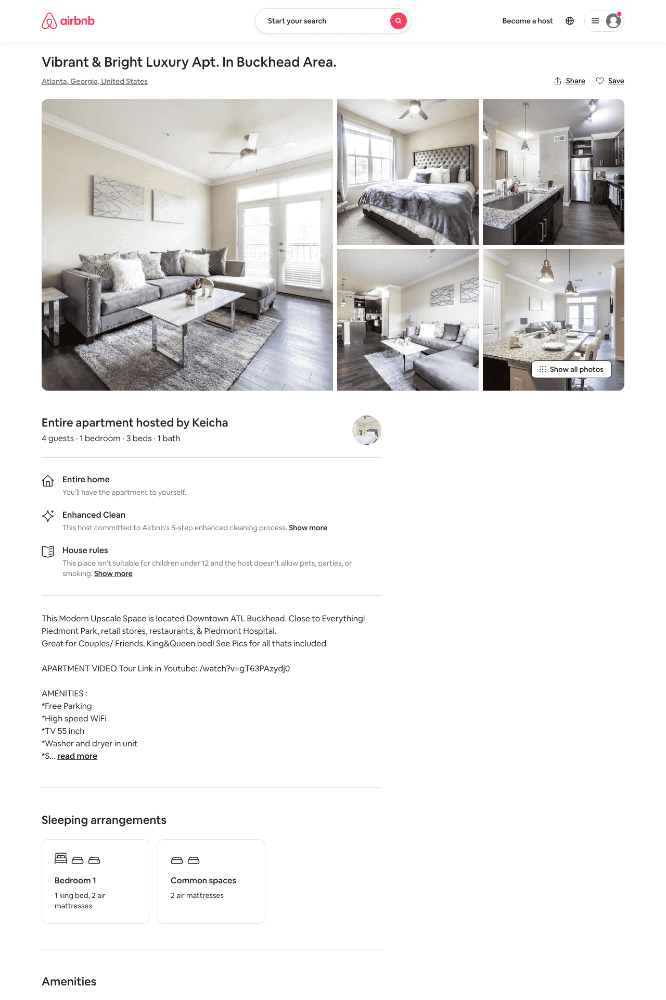 airbnb
Start your search
Become a host
Vibrant & Bright Luxury Apt. In Buckhead Area.
Atlanta, Georgia, United States
Share
Save
Show all photos
Entire apartment hosted by Keicha
4 guests · 1 bedroom · 3 beds · 1 bath
Entire home
You’ll have the apartment to yourself.
Enhanced Clean
This host committed to Airbnb's 5-step enhanced cleaning process. Show more
House rules
This place isn’t suitable for children under 12 and the host doesn’t allow pets, parties, or
smoking. Show more
This Modern Upscale Space is located Downtown ATL Buckhead. Close to Everything!
Piedmont Park, retail stores, restaurants, & Piedmont Hospital.
Great for Couples/ Friends. King&Queen bed! See Pics for all thats included
APARTMENT VIDEO Tour Link in Youtube: /watch?v=gT63PAzydj0
AMENITIES :
*Free Parking
*High speed WiFi
*TV 55 inch
*Washer and dryer in unit
*S... read more
Sleeping arrangements
Bedroom 1
1 king bed, 2 air
mattresses
Common spaces
2 air mattresses
Amenities